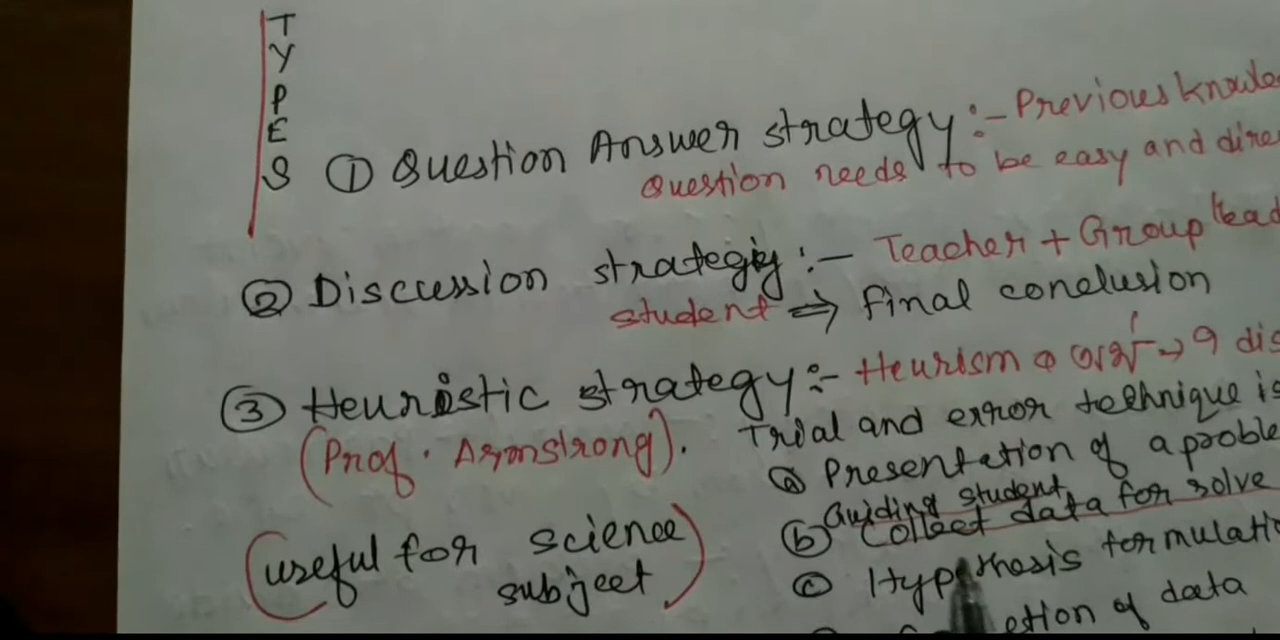 TYPES
① Question Answer strategy :- Previous knowle
Question needs to be easy and dire
② Discussion strategy :- Teacher + Group lead
student ⇒ final conclusion
③ Heuristic strategy :- Heurism → 9 dis
(Prof. Armstrong). Trial and error technique is
ⓐ Presentation of a proble
Guiding student
ⓑ Collect data for solve
(useful for science
subject)
ⓒ Hypothesis formulati
ction of data